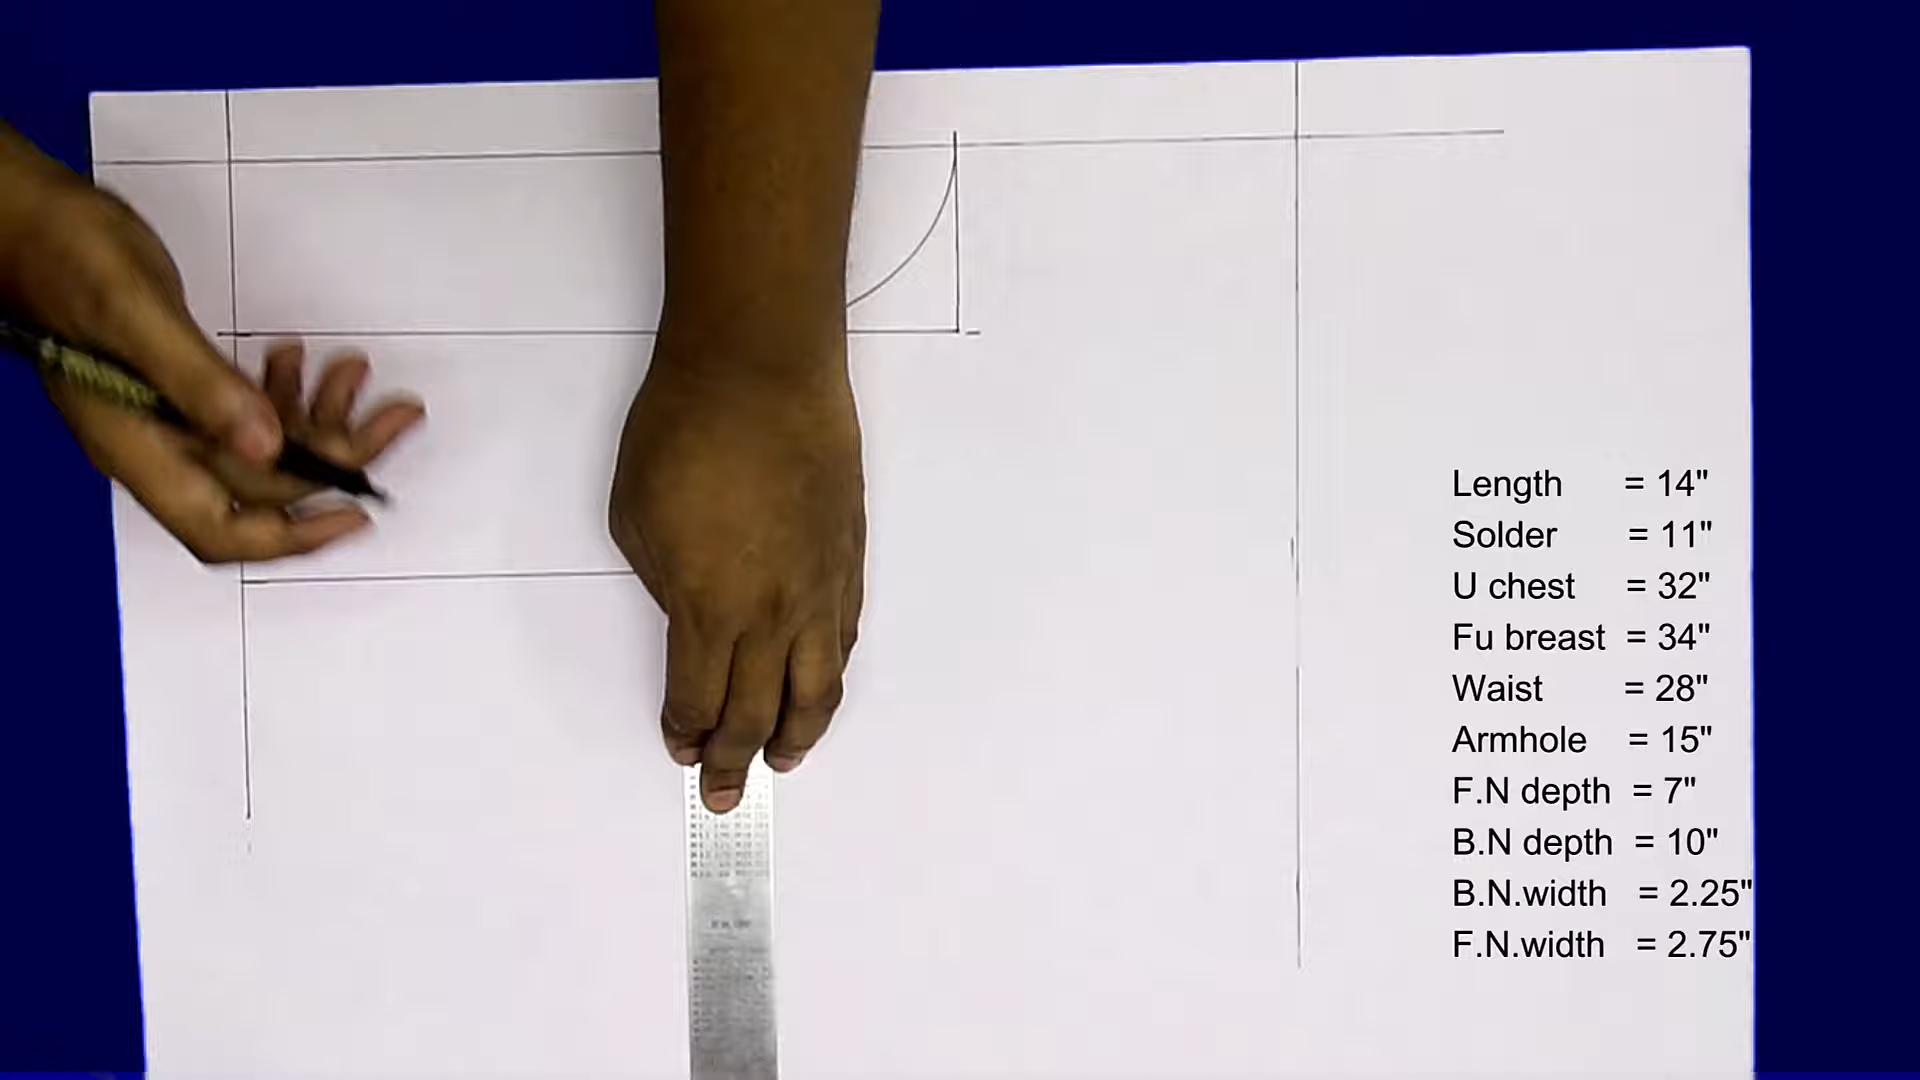 Length = 14"
Solder = 11"
U chest = 32"
Fu breast = 34"
Waist = 28"
Armhole = 15"
F.N depth = 7"
B.N depth = 10"
B.N.width = 2.25"
F.N.width = 2.75"